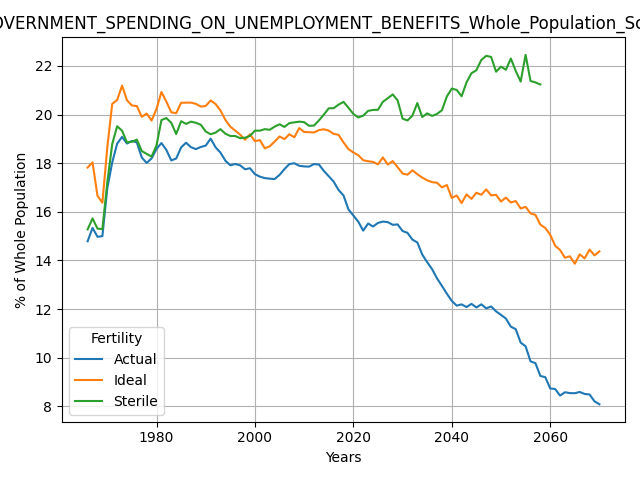 OVERNMENT_SPENDING_ON_UNEMPLOYMENT_BENEFITS_Whole_Population_So
% of Whole Population
22
20
18
16
14
12
10
8
Fertility
Actual
Ideal
Sterile
1980
2000
2020
2040
2060
Years